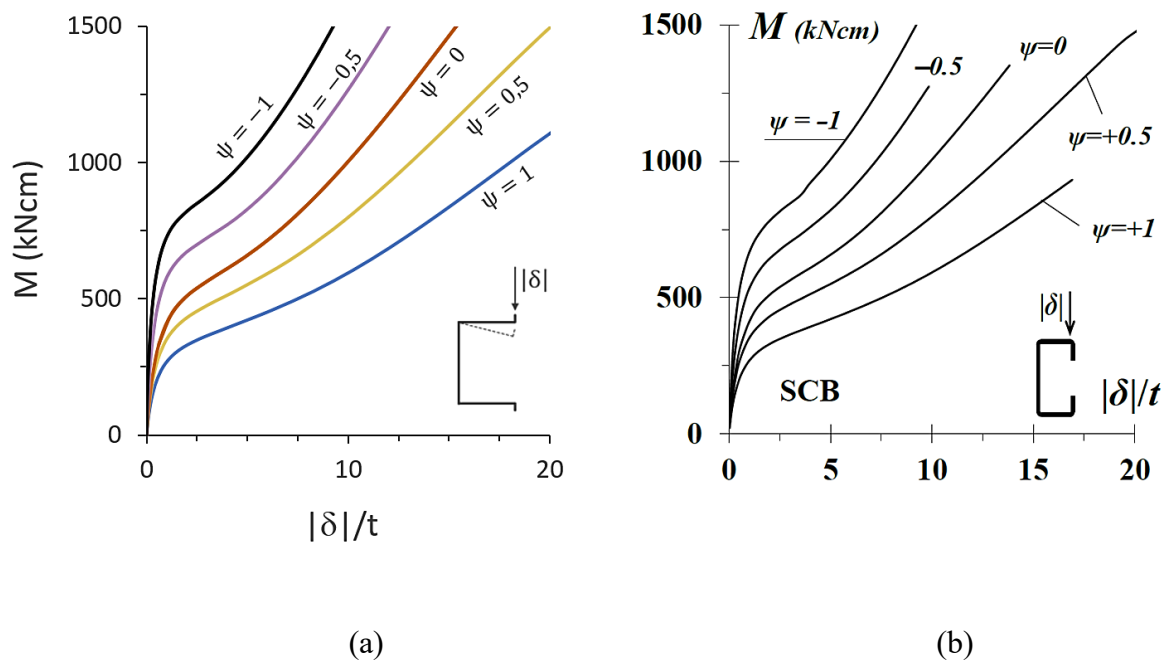 1500
1000
500
0
M (kNcm)
0
10
20
|δ|/t
ψ = −1
ψ = −0,5
ψ = 0
ψ = 0,5
ψ = 1
|δ|
(a)
1500
1000
500
0
M (kNcm)
0
5
10
15
20
ψ = -1
−0.5
ψ=0
ψ=+0.5
ψ=+1
|δ|
SCB
|δ|/t
(b)